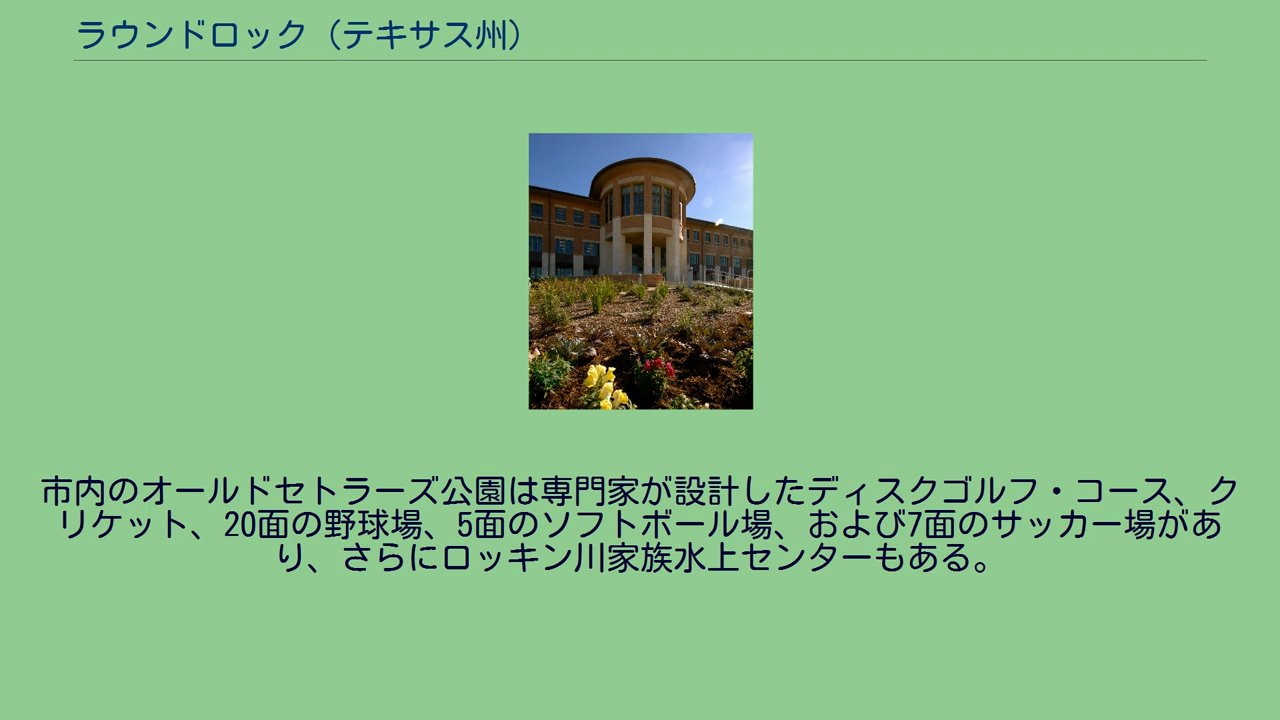 ラウンドロック（テキサス州）
市内のオールドセトラーズ公園は専門家が設計したディスクゴルフ・コース、ク
リケット、20面の野球場、5面のソフトボール場、および7面のサッカー場があ
り、さらにロッキン川家族水上センターもある。